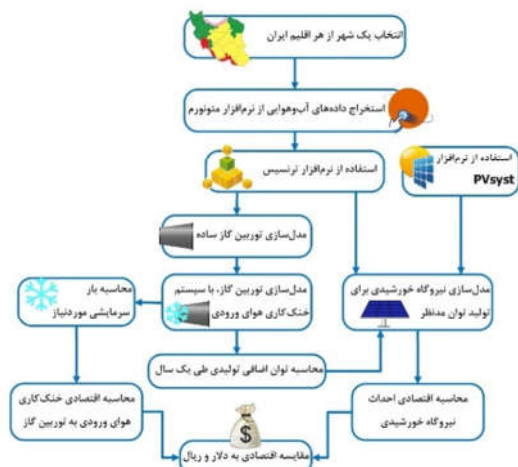 انتخاب یک شهر از هر اقلیم ایران
استخراج داده‌های آب‌وهوایی از نرم‌افزار متونورم
استفاده از نرم‌افزار ترنسیس
استفاده از نرم‌افزار
PVsyst
مدل‌سازی توربین گاز ساده
محاسبه بار
سرمایشی موردنیاز
مدل‌سازی توربین گاز، با سیستم
خنک‌کاری هوای ورودی
مدل‌سازی نیروگاه خورشیدی برای
تولید توان مدنظر
محاسبه توان اضافی تولیدی طی یک سال
محاسبه اقتصادی خنک‌کاری
هوای ورودی به توربین گاز
محاسبه اقتصادی احداث
نیروگاه خورشیدی
$
مقایسه اقتصادی به دلار و ریال